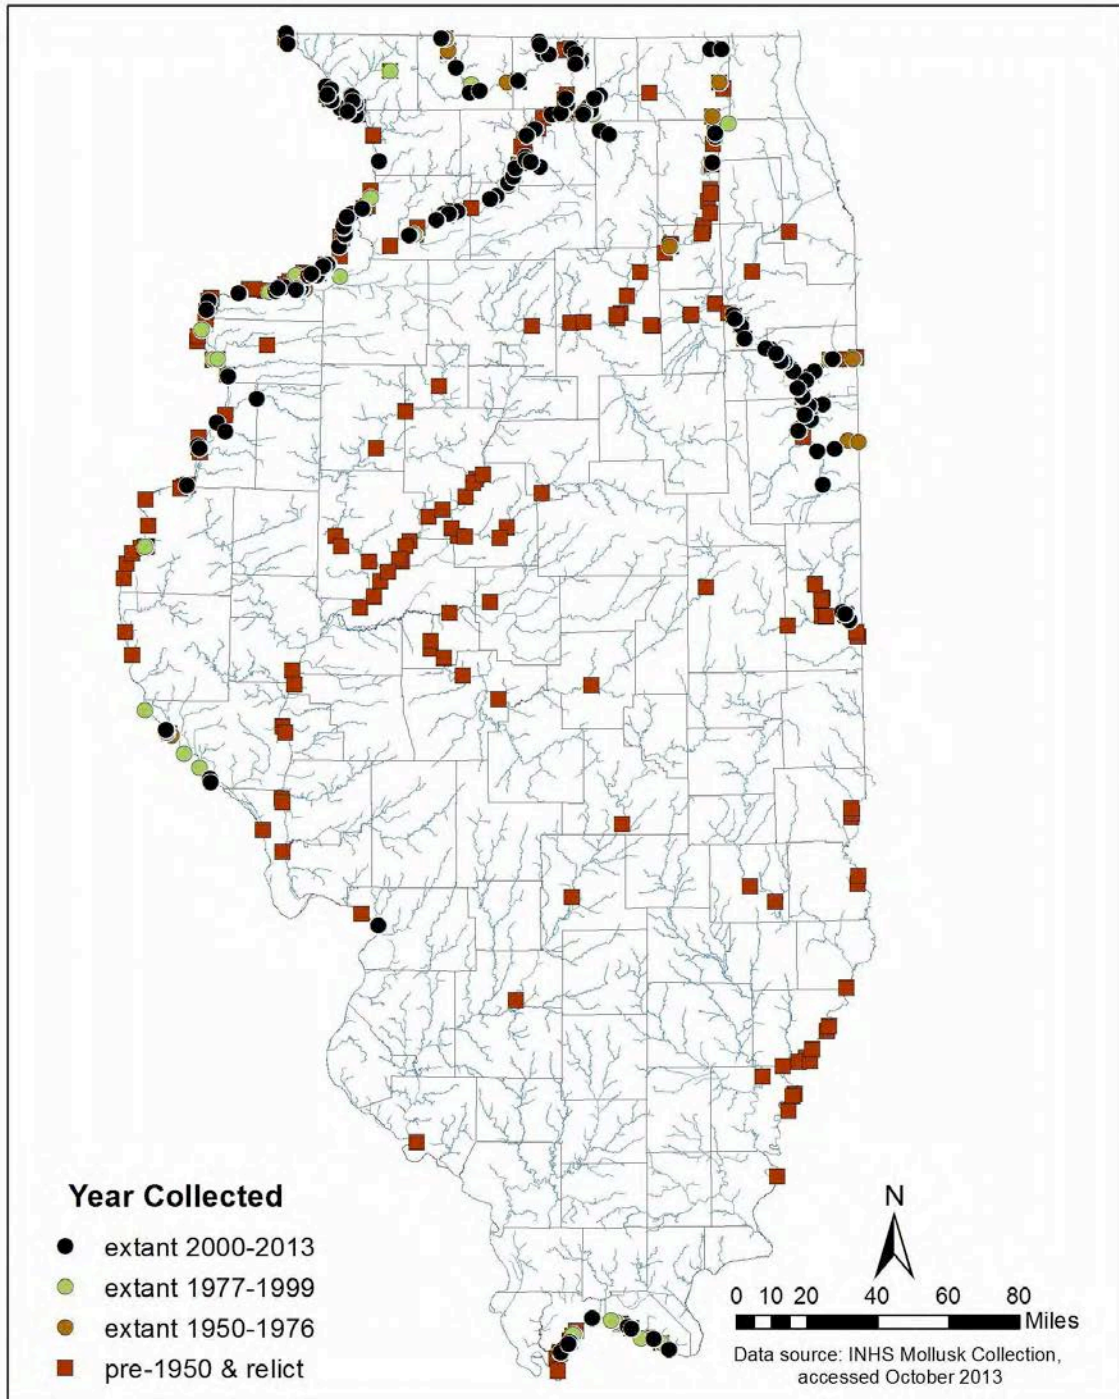 Year Collected
extant 2000-2013
extant 1977-1999
extant 1950-1976
pre-1950 & relict
N
0 10 20 40 60 80
Miles
Data source: INHS Mollusk Collection,
accessed October 2013